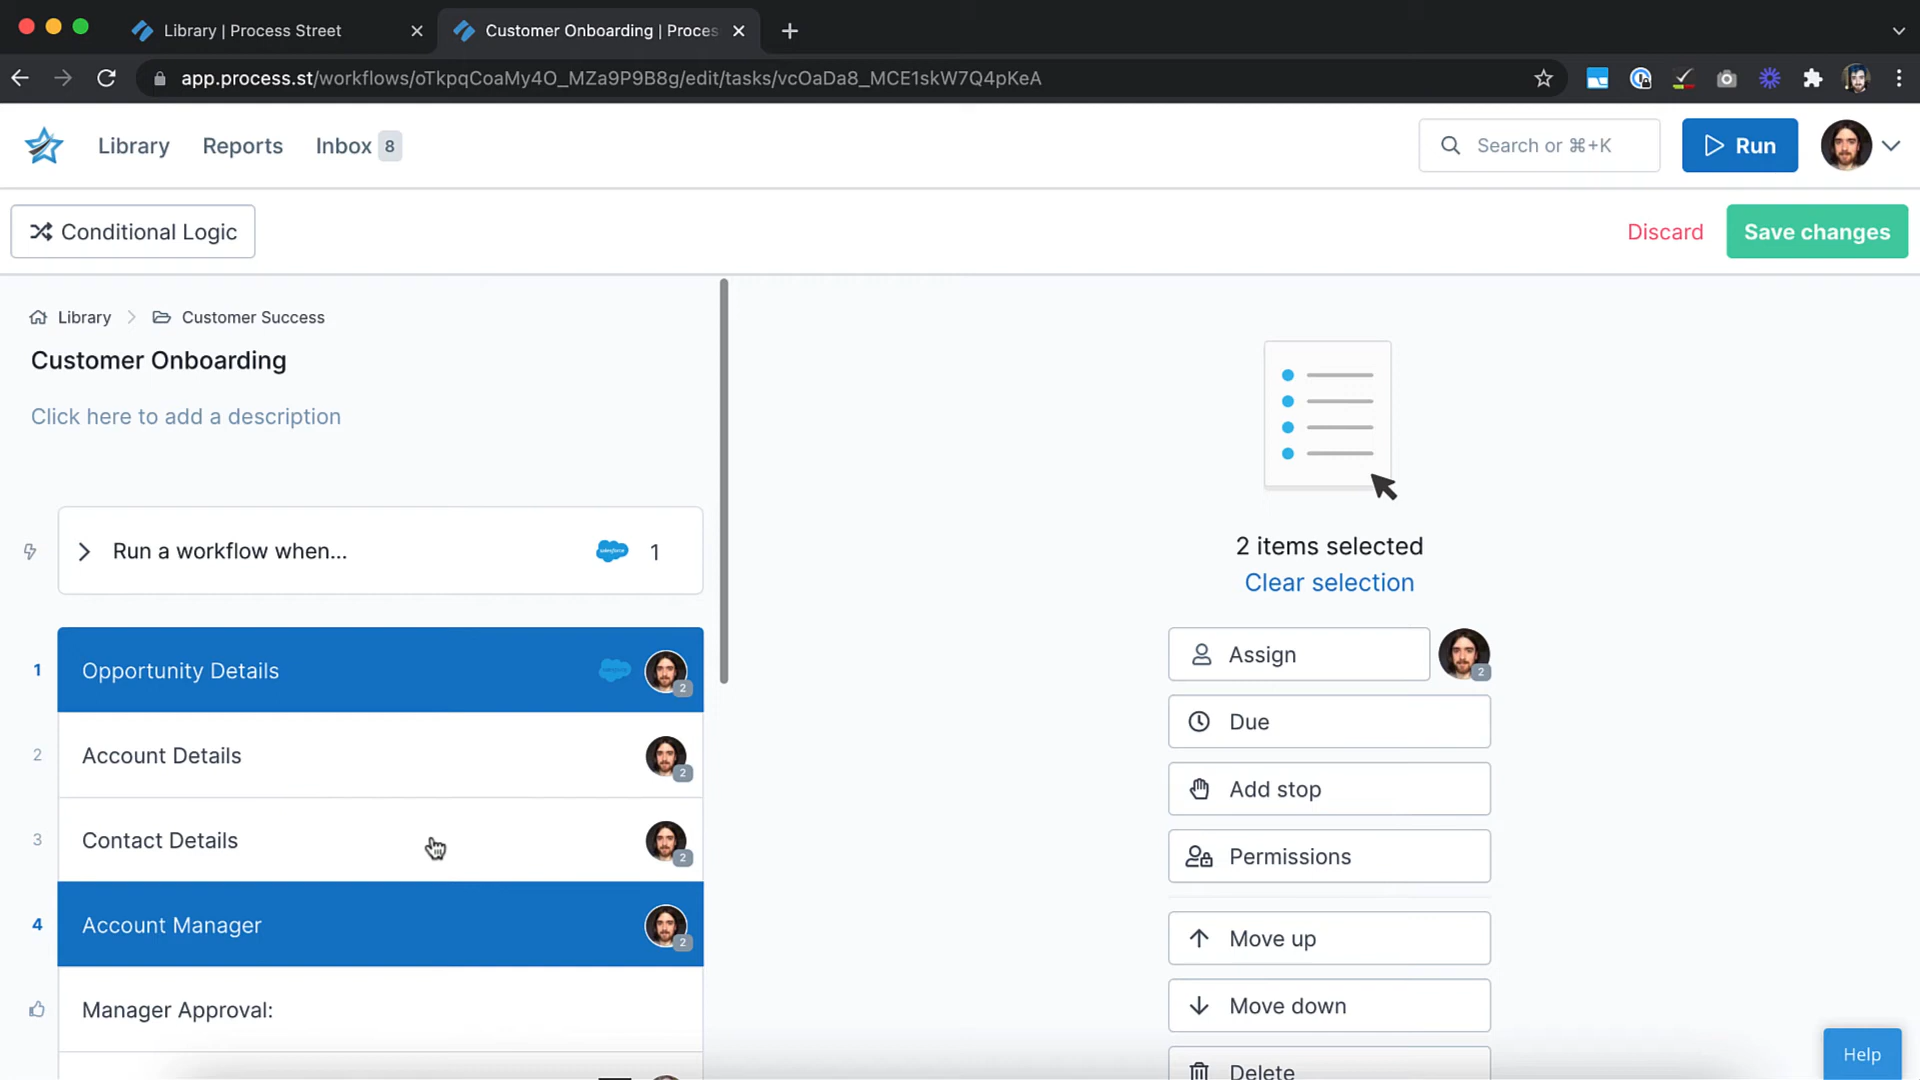 Library | Process Street
Customer Onboarding | Proces
app.process.st/workflows/oTkpqCoaMy4O_MZa9P9B8g/edit/tasks/vcOaDa8_MCE1skW7Q4pKeA
Library
Reports
Inbox 8
Search or ⌘+K
Run
Conditional Logic
Discard
Save changes
Library
Customer Success
Customer Onboarding
Click here to add a description
Run a workflow when...
salesforce
1
1 Opportunity Details
2
2 Account Details
2
3 Contact Details
2
4 Account Manager
2
Manager Approval:
2 items selected
Clear selection
Assign
2
Due
Add stop
Permissions
Move up
Move down
Delete
Help